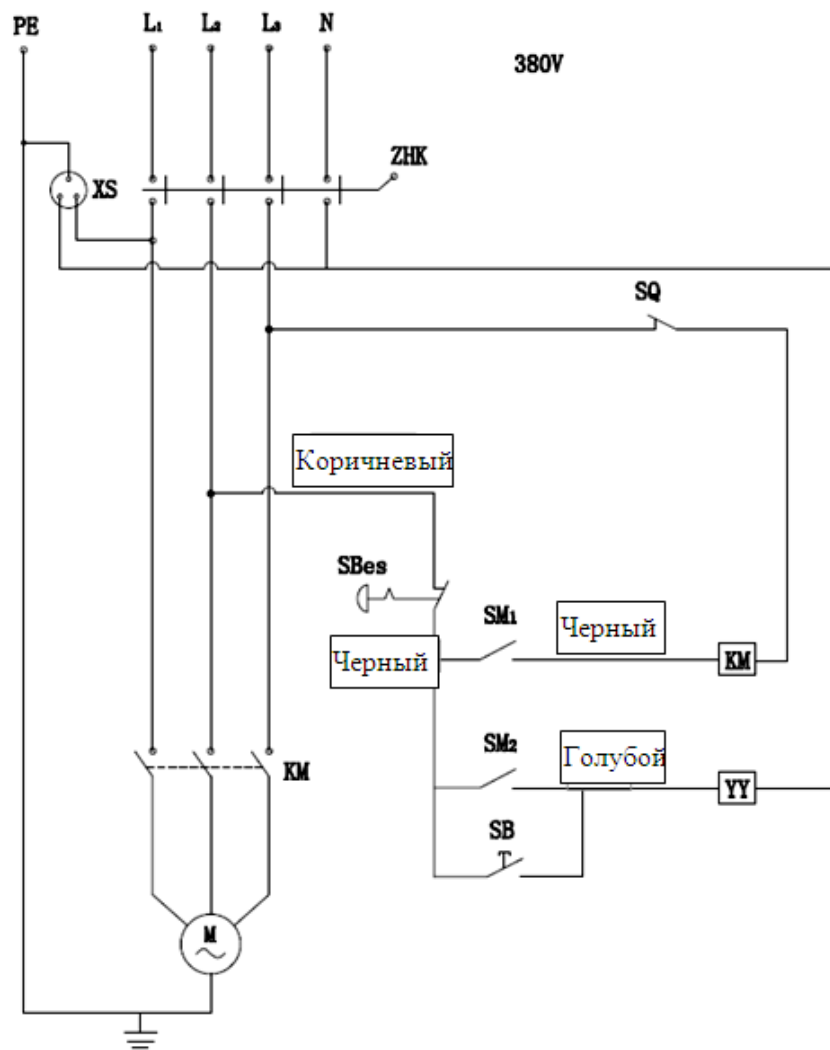 PE L₁ L₂ L₃ N
380V
ZHK
XS
SQ
Коричневый
SBes
SM₁
Черный
Черный
KM
SM₂
Голубой
KM
YY
SB
M